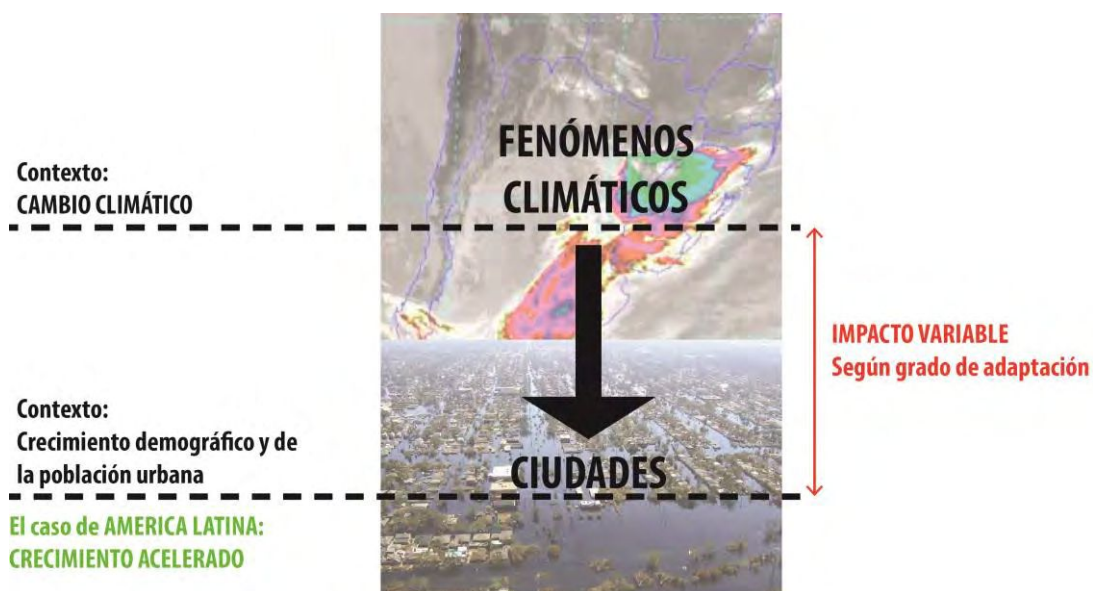 FENÓMENOS
CLIMÁTICOS
Contexto:
CAMBIO CLIMÁTICO
IMPACTO VARIABLE
Según grado de adaptación
Contexto:
Crecimiento demográfico y de
la población urbana
CIUDADES
El caso de AMERICA LATINA:
CRECIMIENTO ACELERADO